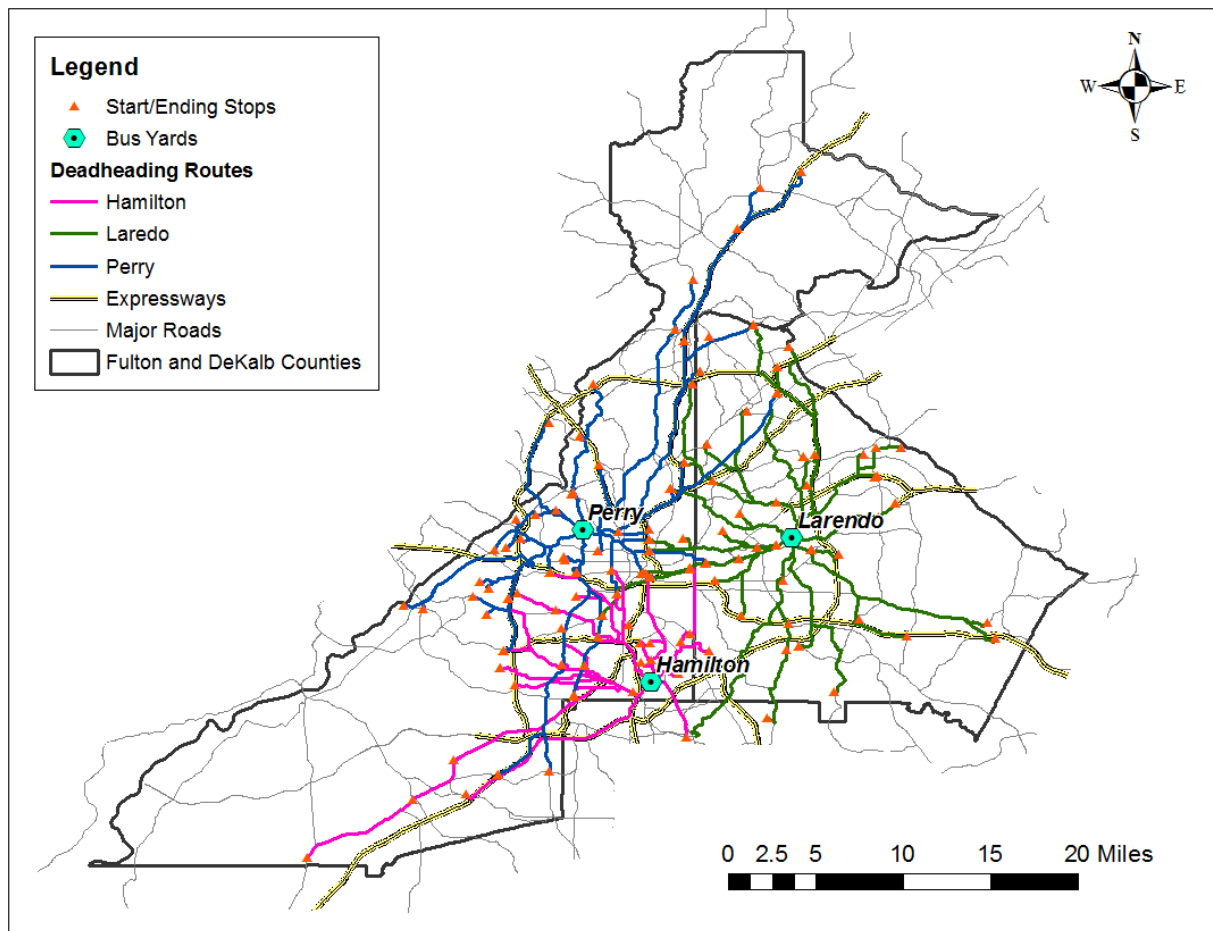 Legend
Start/Ending Stops
Bus Yards
Deadheading Routes
Hamilton
Laredo
Perry
Expressways
Major Roads
Fulton and DeKalb Counties
N
W E
S
Perry
Larendo
Hamilton
0 2.5 5 10 15 20 Miles